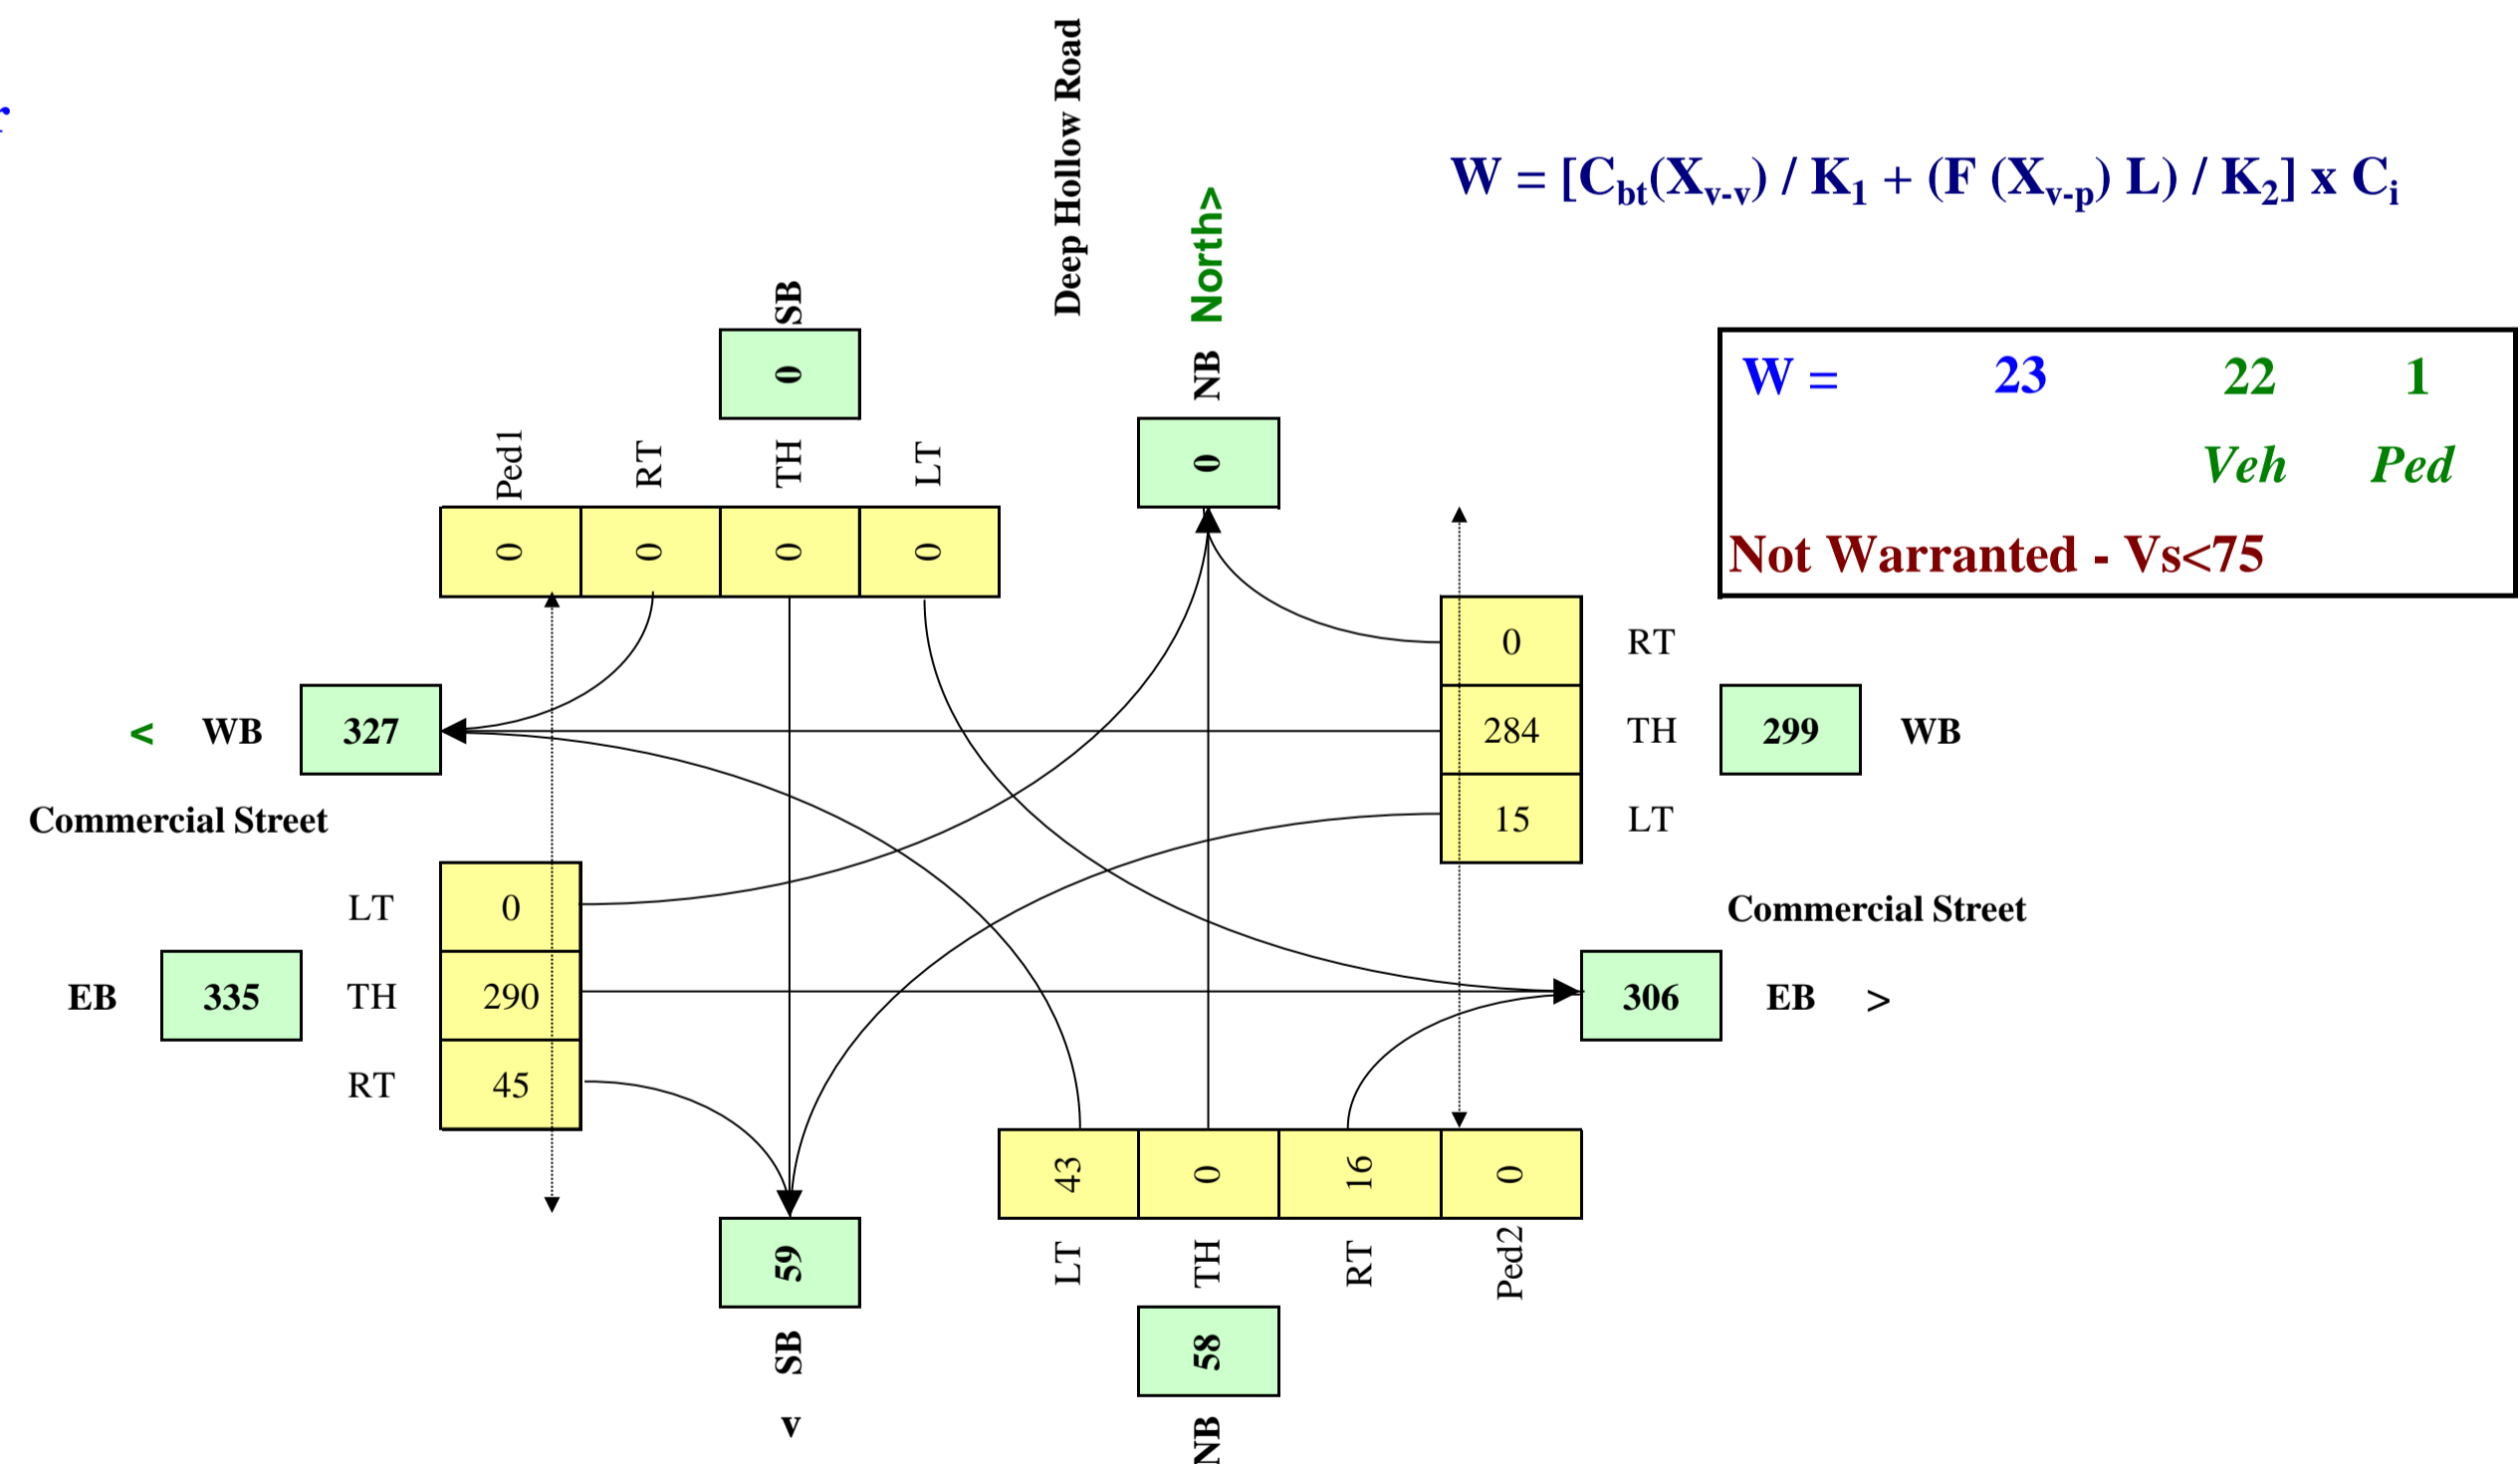 r
Deep Hollow Road
W = [Cbt(Xv-v) / K1 + (F (Xv-p) L) / K2] x Ci
North>
SB
0
NB
0
W = 23 22 1
Veh Ped
Not Warranted - Vs<75
Ped1 RT TH LT
0 0 0 0
0 RT
< WB 327
284 TH 299 WB
Commercial Street
15 LT
LT 0
Commercial Street
EB 335 TH 290
306 EB >
RT 45
43 0 16 0
LT TH RT Ped2
59
SB
v
58
NB